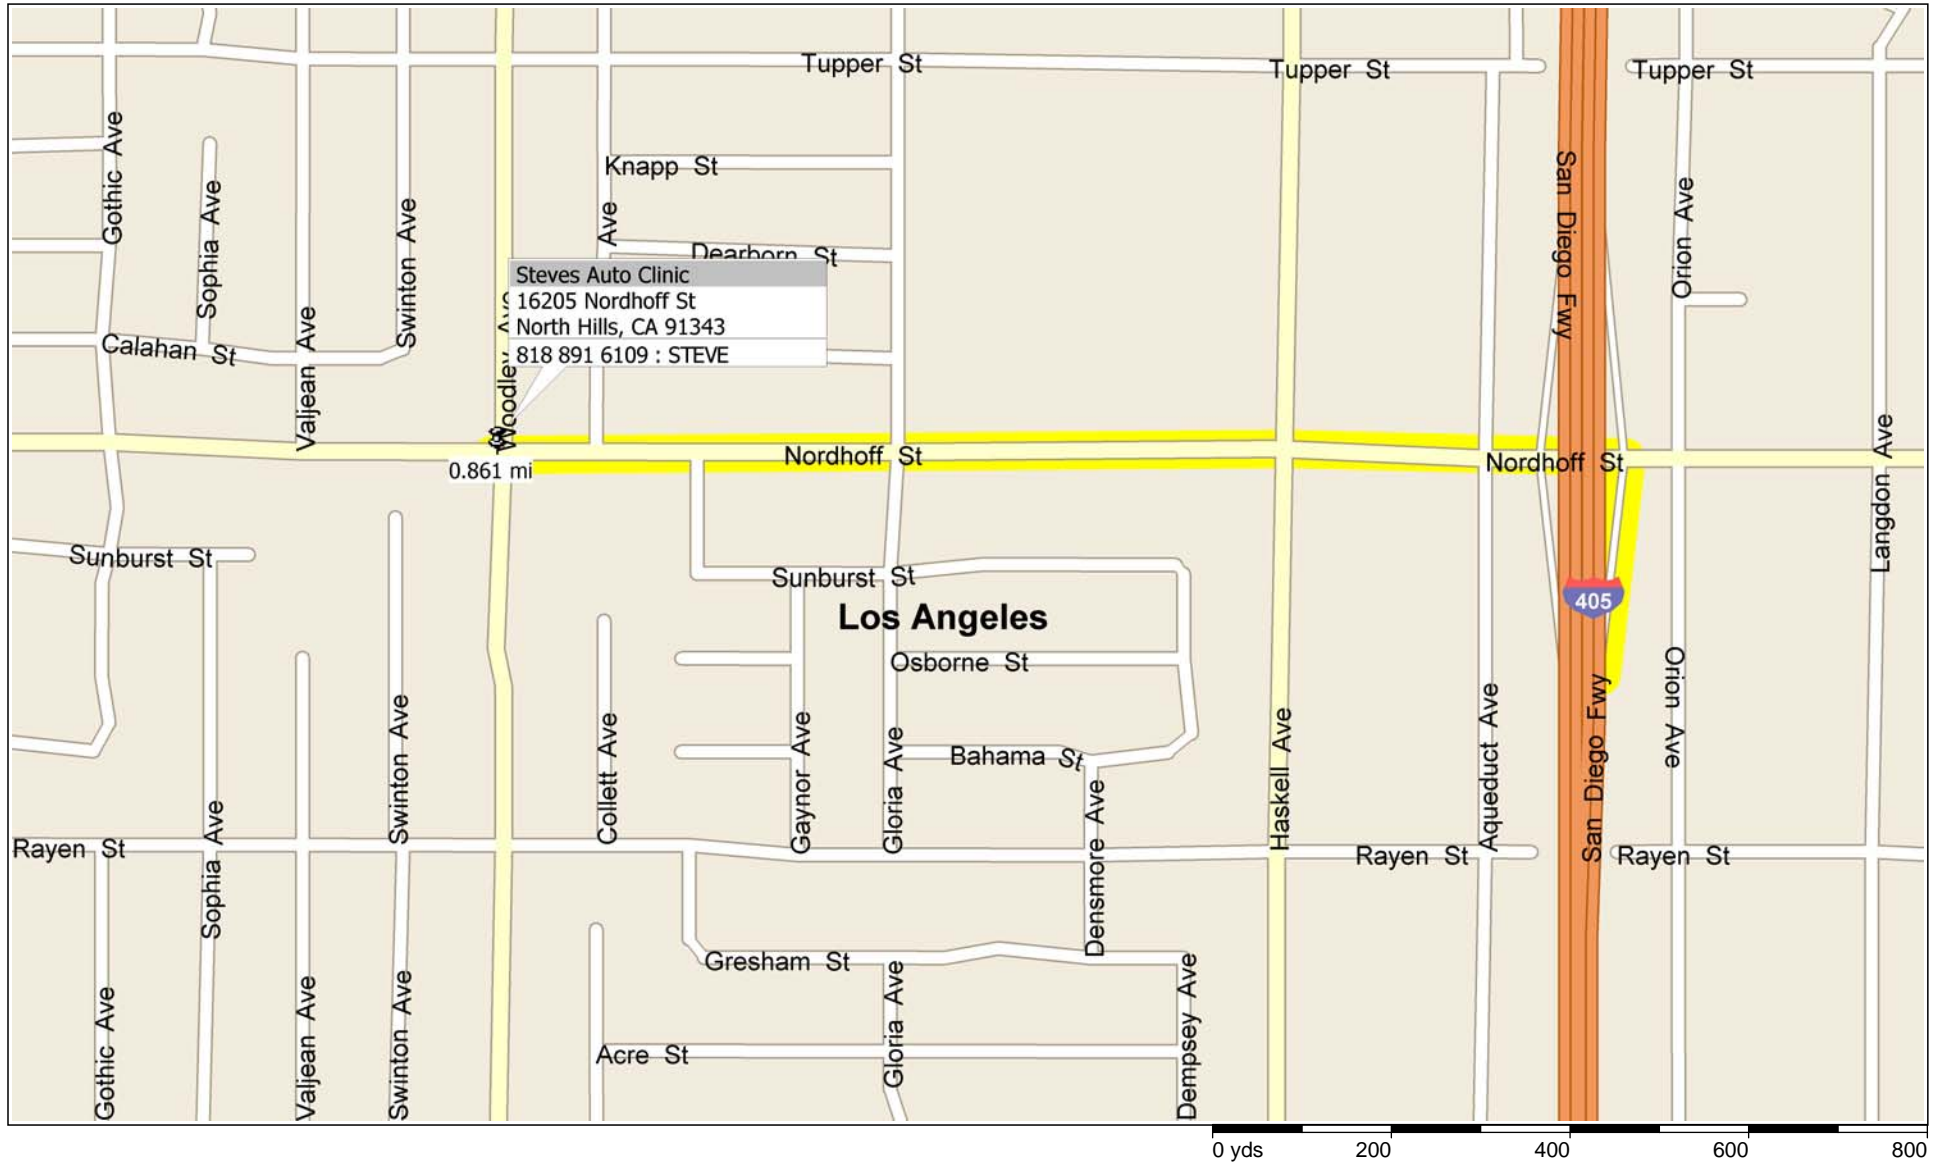 Tupper St
Tupper St
Tupper St
Gothic Ave
Sophia Ave
Swinton Ave
Valjean Ave
Knapp St
Ave
Dearborn St
San Diego Fwy
Orion Ave
Calahan St
Steves Auto Clinic
16205 Nordhoff St
North Hills, CA 91343
818 891 6109 : STEVE
Woodley Ave
0.861 mi
Nordhoff St
Nordhoff St
Langdon Ave
Sunburst St
Sunburst St
Los Angeles
405
Osborne St
Bahama St
Swinton Ave
Collett Ave
Gaynor Ave
Gloria Ave
Densmore Ave
Haskell Ave
Aqueduct Ave
San Diego Fwy
Orion Ave
Rayen St
Sophia Ave
Rayen St
Rayen St
Gresham St
Gothic Ave
Valjean Ave
Swinton Ave
Acre St
Gloria Ave
Dempsey Ave
0 yds 200 400 600 800